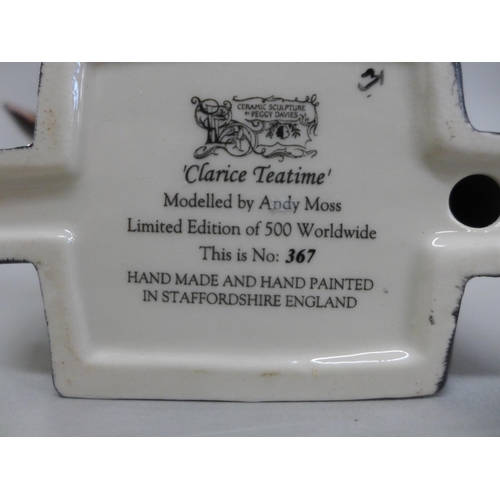 CERAMIC SCULPTURE
BY PEGGY DAVIES
'Clarice Teatime'
Modelled by Andy Moss
Limited Edition of 500 Worldwide
This is No: 367
HAND MADE AND HAND PAINTED
IN STAFFORDSHIRE ENGLAND